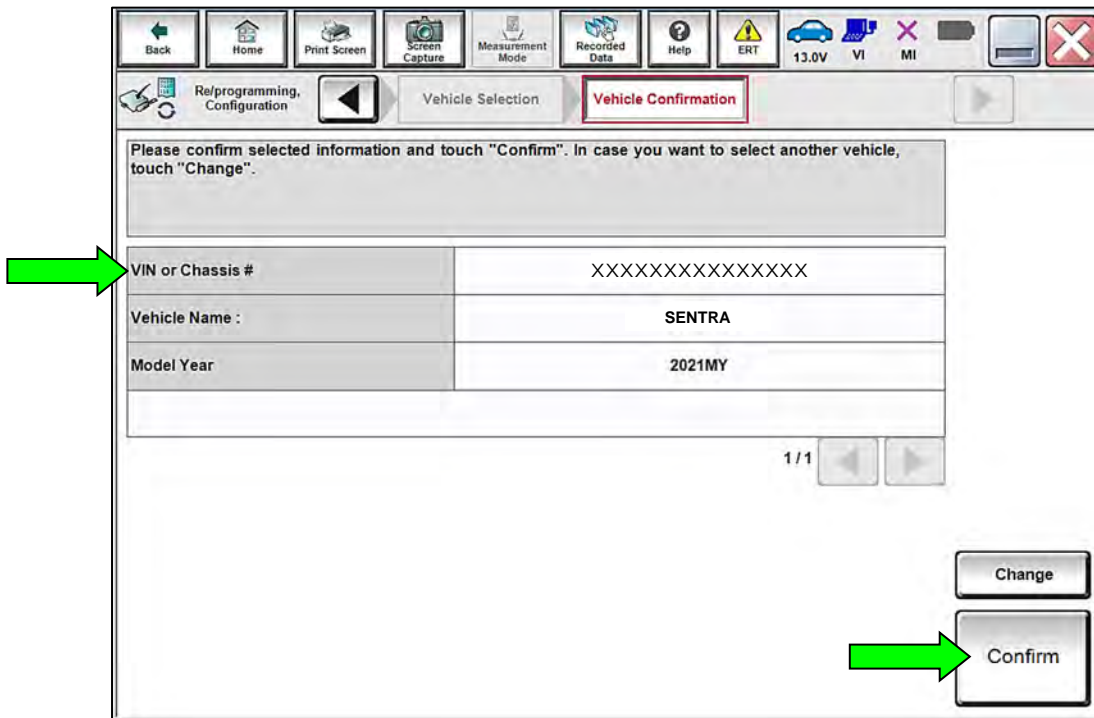 Back
Home
Print Screen
Screen
Capture
Measurement
Mode
Recorded
Data
Help
ERT
13.0V
VI
MI
Re/programming,
Configuration
Vehicle Selection
Vehicle Confirmation
Please confirm selected information and touch "Confirm". In case you want to select another vehicle,
touch "Change".
VIN or Chassis # XXXXXXXXXXXXXXX
Vehicle Name : SENTRA
Model Year 2021MY
1/1
Change
Confirm